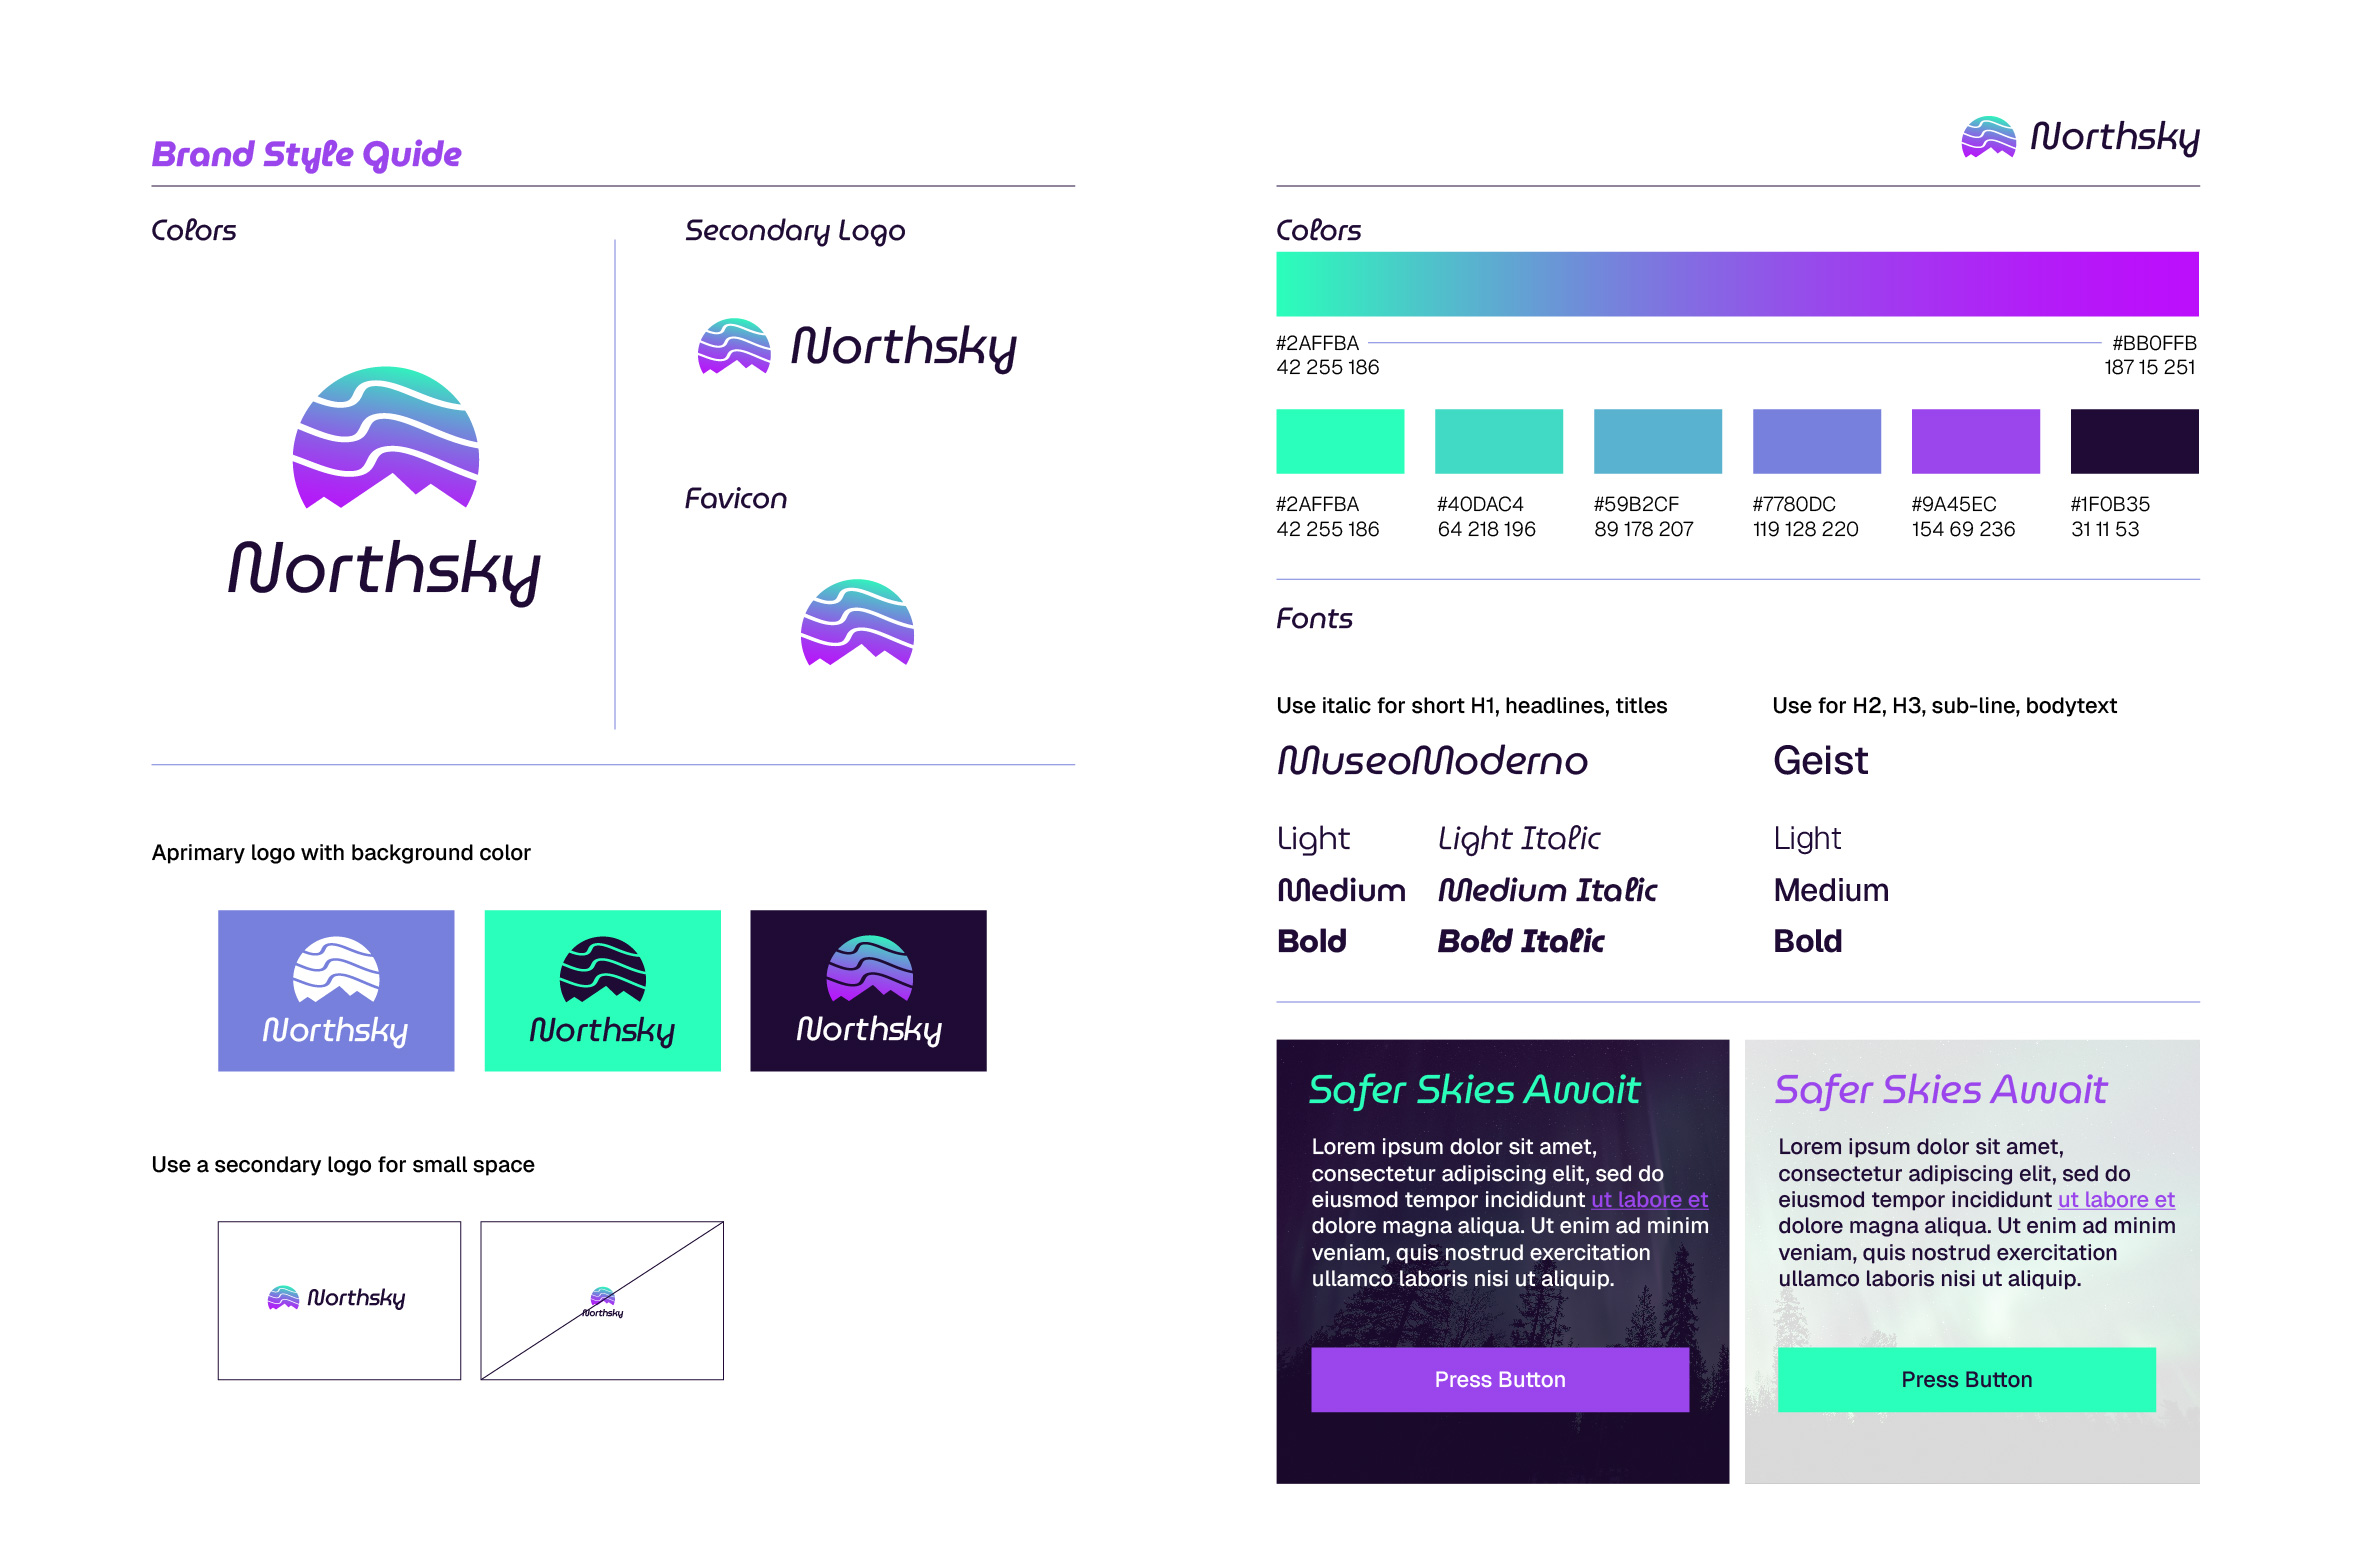 Brand Style Guide
Colors
Northsky
Secondary Logo
Northsky
Favicon
Aprimary logo with background color
Northsky
Northsky
Northsky
Use a secondary logo for small space
Northsky
Northsky
Northsky
Colors
#2AFFBA
42 255 186
#BB0FFB
187 15 251
#2AFFBA
42 255 186
#40DAC4
64 218 196
#59B2CF
89 178 207
#7780DC
119 128 220
#9A45EC
154 69 236
#1F0B35
31 11 53
Fonts
Use italic for short H1, headlines, titles
MuseoModerno
Light
Light Italic
Medium
Medium Italic
Bold
Bold Italic
Use for H2, H3, sub-line, bodytext
Geist
Light
Medium
Bold
Safer Skies Await
Lorem ipsum dolor sit amet,
consectetur adipiscing elit, sed do
eiusmod tempor incididunt ut labore et
dolore magna aliqua. Ut enim ad minim
veniam, quis nostrud exercitation
ullamco laboris nisi ut aliquip.
Press Button
Safer Skies Await
Lorem ipsum dolor sit amet,
consectetur adipiscing elit, sed do
eiusmod tempor incididunt ut labore et
dolore magna aliqua. Ut enim ad minim
veniam, quis nostrud exercitation
ullamco laboris nisi ut aliquip.
Press Button